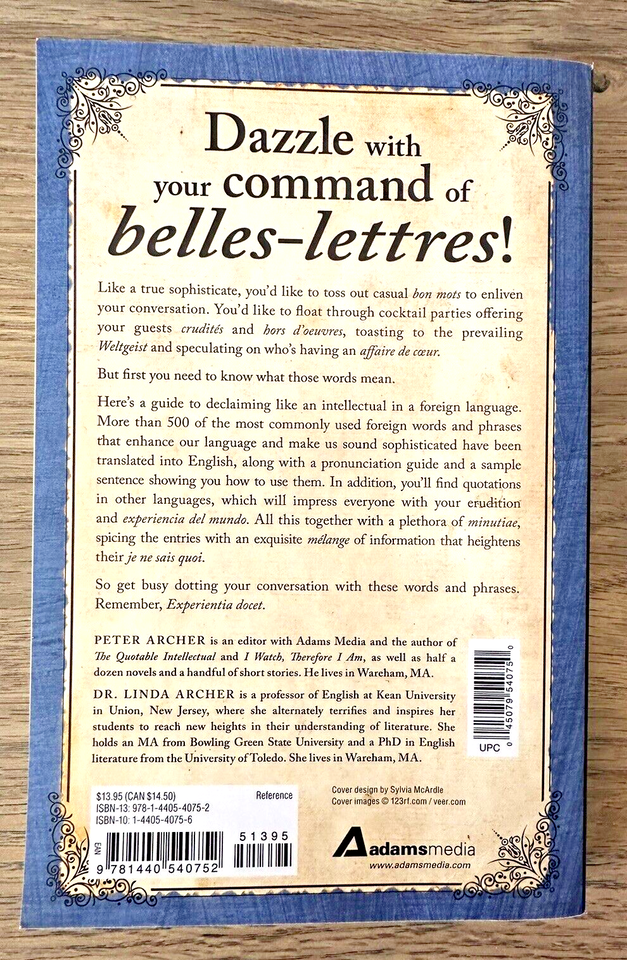 Dazzle with
your command of
belles-lettres!
Like a true sophisticate, you'd like to toss out casual bon mots to enliven
your conversation. You'd like to float through cocktail parties offering
your guests crudités and hors d'oeuvres, toasting to the prevailing
Weltgeist and speculating on who's having an affaire de cœur.
But first you need to know what those words mean.
Here's a guide to declaiming like an intellectual in a foreign language.
More than 500 of the most commonly used foreign words and phrases
that enhance our language and make us sound sophisticated have been
translated into English, along with a pronunciation guide and a sample
sentence showing you how to use them. In addition, you'll find quotations
in other languages, which will impress everyone with your erudition
and experiencia del mundo. All this together with a plethora of minutiae,
spicing the entries with an exquisite mélange of information that heightens
their je ne sais quoi.
So get busy dotting your conversation with these words and phrases.
Remember, Experientia docet.
PETER ARCHER is an editor with Adams Media and the author of
The Quotable Intellectual and I Watch, Therefore I Am, as well as half a
dozen novels and a handful of short stories. He lives in Wareham, MA.
DR. LINDA ARCHER is a professor of English at Kean University
in Union, New Jersey, where she alternately terrifies and inspires her
students to reach new heights in their understanding of literature. She
holds an MA from Bowling Green State University and a PhD in English
literature from the University of Toledo. She lives in Wareham, MA.
0 45079 54075 0
UPC
$13.95 (CAN $14.50) Reference
ISBN-13: 978-1-4405-4075-2
ISBN-10: 1-4405-4075-6
51395
EAN
9 781440 540752
Cover design by Sylvia McArdle
Cover images © 123rf.com / veer.com
adamsmedia
www.adamsmedia.com